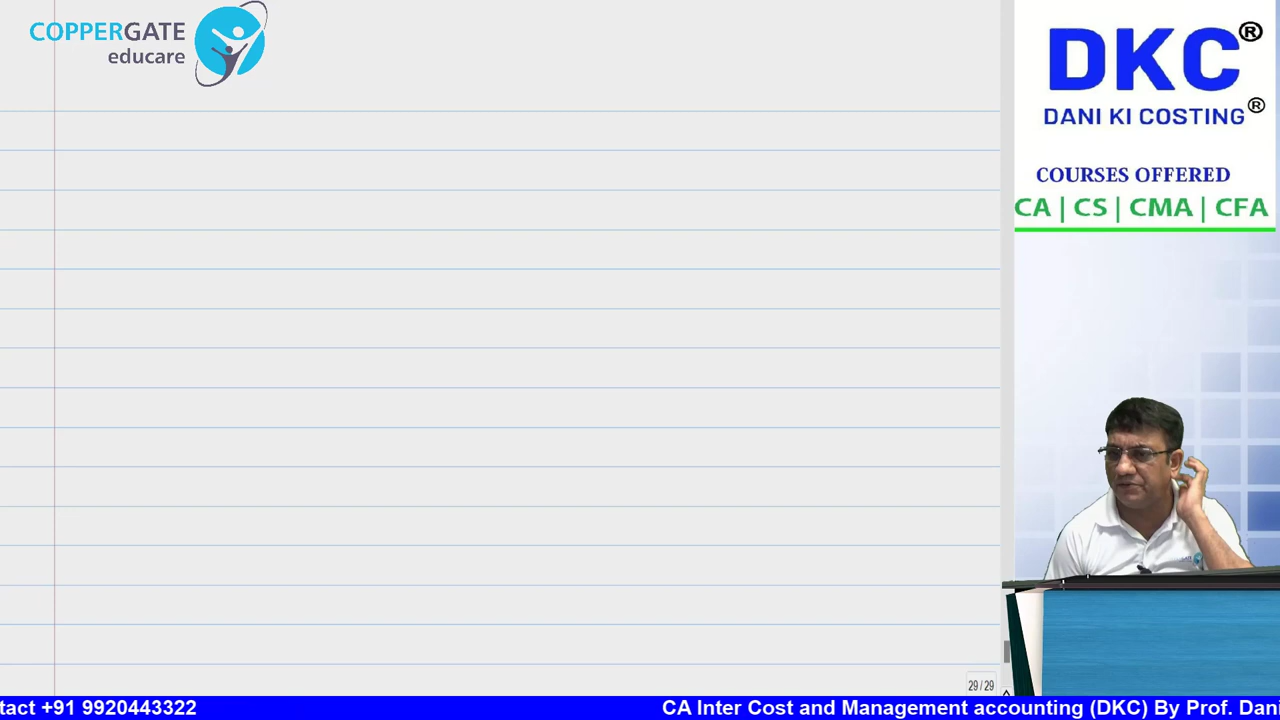 COPPERGATE
educare
DKC®
DANI KI COSTING®
COURSES OFFERED
CA | CS | CMA | CFA
29 / 29
tact +91 9920443322
CA Inter Cost and Management accounting (DKC) By Prof. Dani